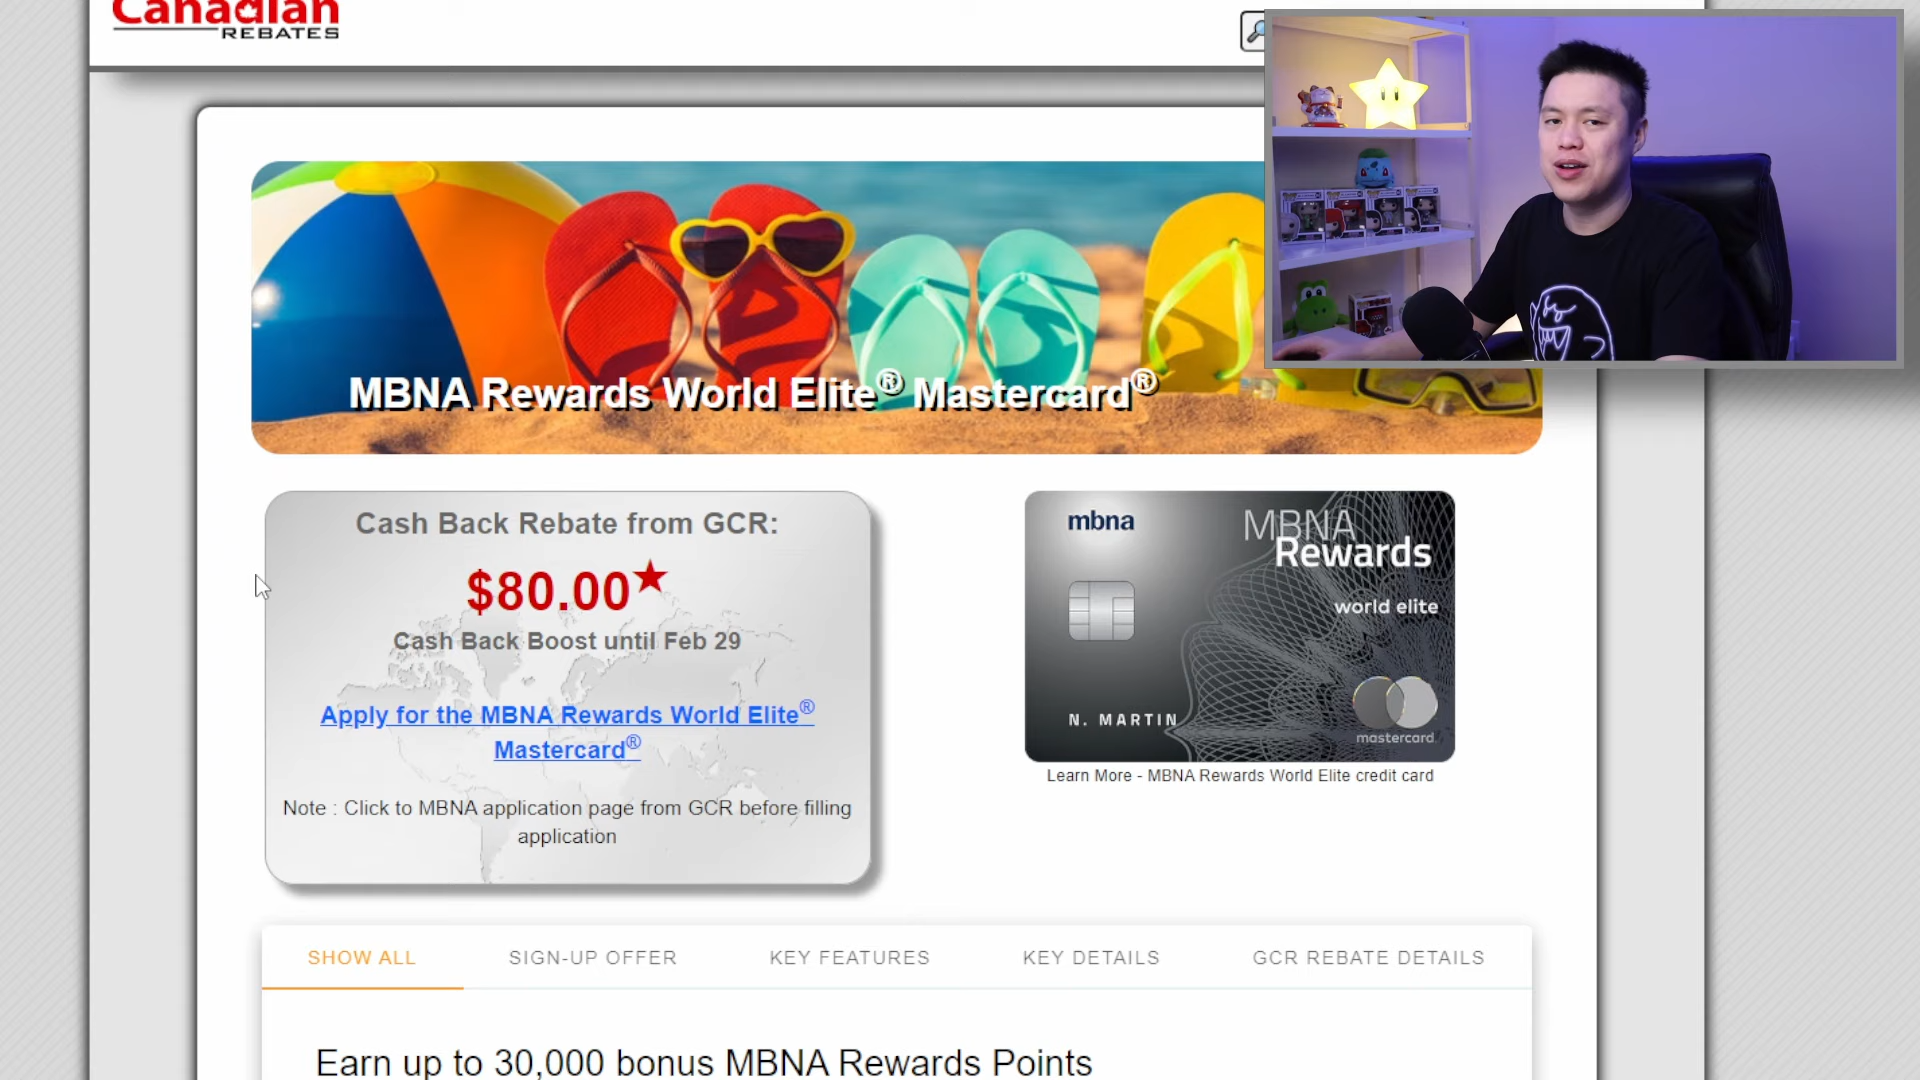 Canadian
REBATES
MBNA Rewards World Elite® Mastercard®
Cash Back Rebate from GCR:
$80.00★
Cash Back Boost until Feb 29
Apply for the MBNA Rewards World Elite®
Mastercard®
Note : Click to MBNA application page from GCR before filling
application
mbna
MBNA
Rewards
world elite
N. MARTIN
mastercard
Learn More - MBNA Rewards World Elite credit card
SHOW ALL
SIGN-UP OFFER
KEY FEATURES
KEY DETAILS
GCR REBATE DETAILS
Earn up to 30,000 bonus MBNA Rewards Points